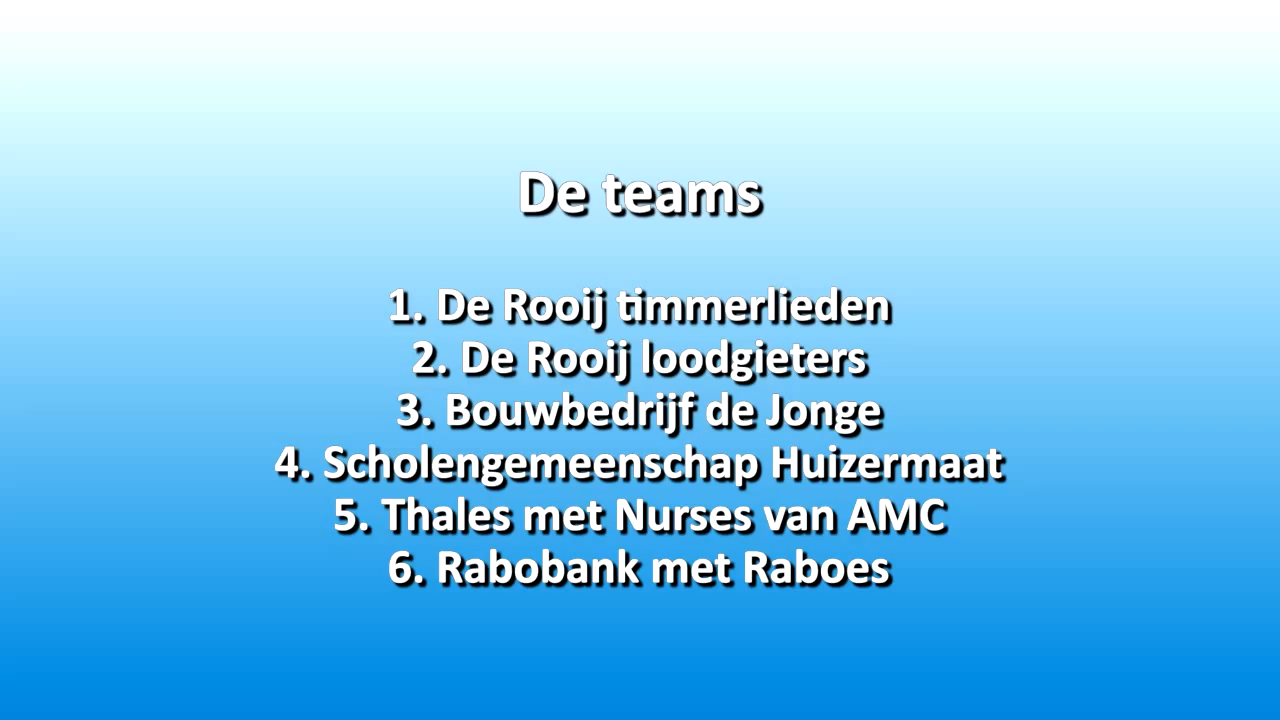 De teams
1. De Rooij timmerlieden
2. De Rooij loodgieters
3. Bouwbedrijf de Jonge
4. Scholengemeenschap Huizermaat
5. Thales met Nurses van AMC
6. Rabobank met Raboes